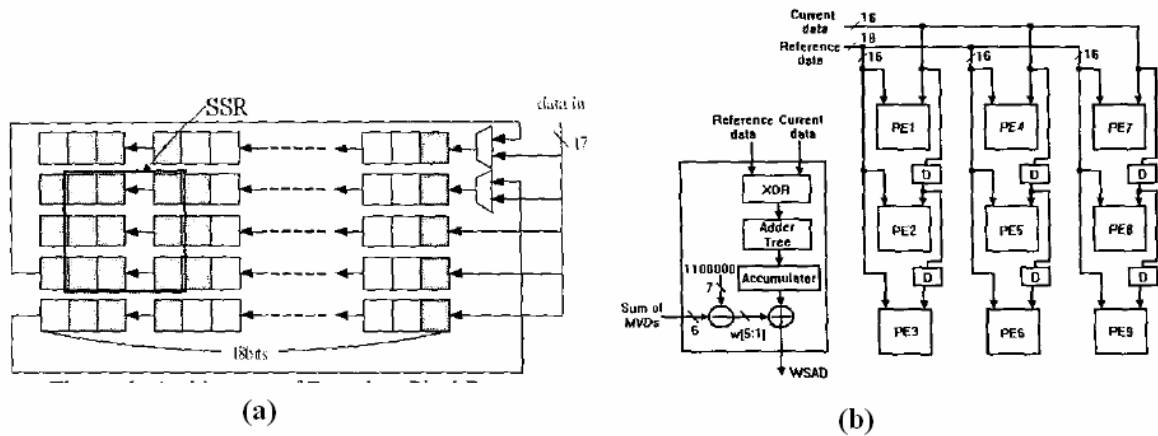 SSR
data in
17
18bits
(a)
Current data
16
Reference data
18
16
16
16
PE1
PE4
PE7
D
D
D
PE2
PE5
PE8
D
D
D
PE3
PE6
PE9
Reference data
Current data
XOR
Adder Tree
1100000
7
Accumulator
Sum of MVDs
6
w[5:1]
WSAD
(b)